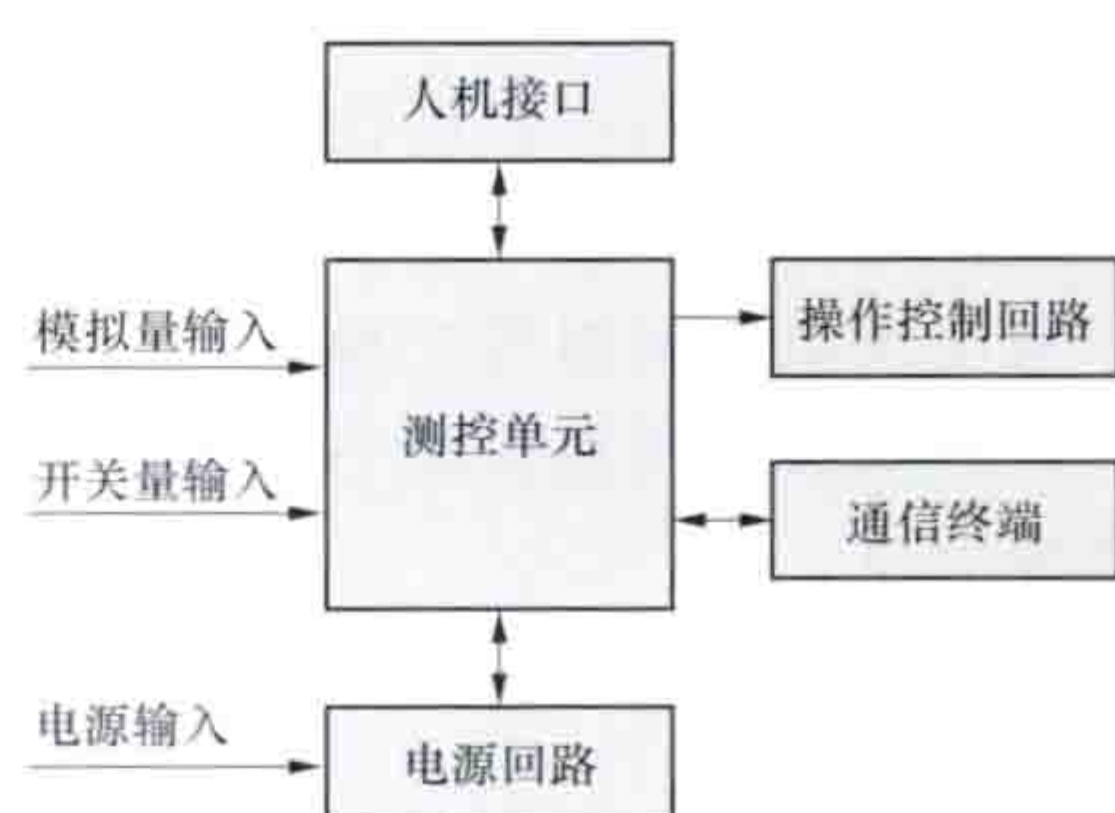 人机接口
模拟量输入
操作控制回路
测控单元
开关量输入
通信终端
电源输入
电源回路